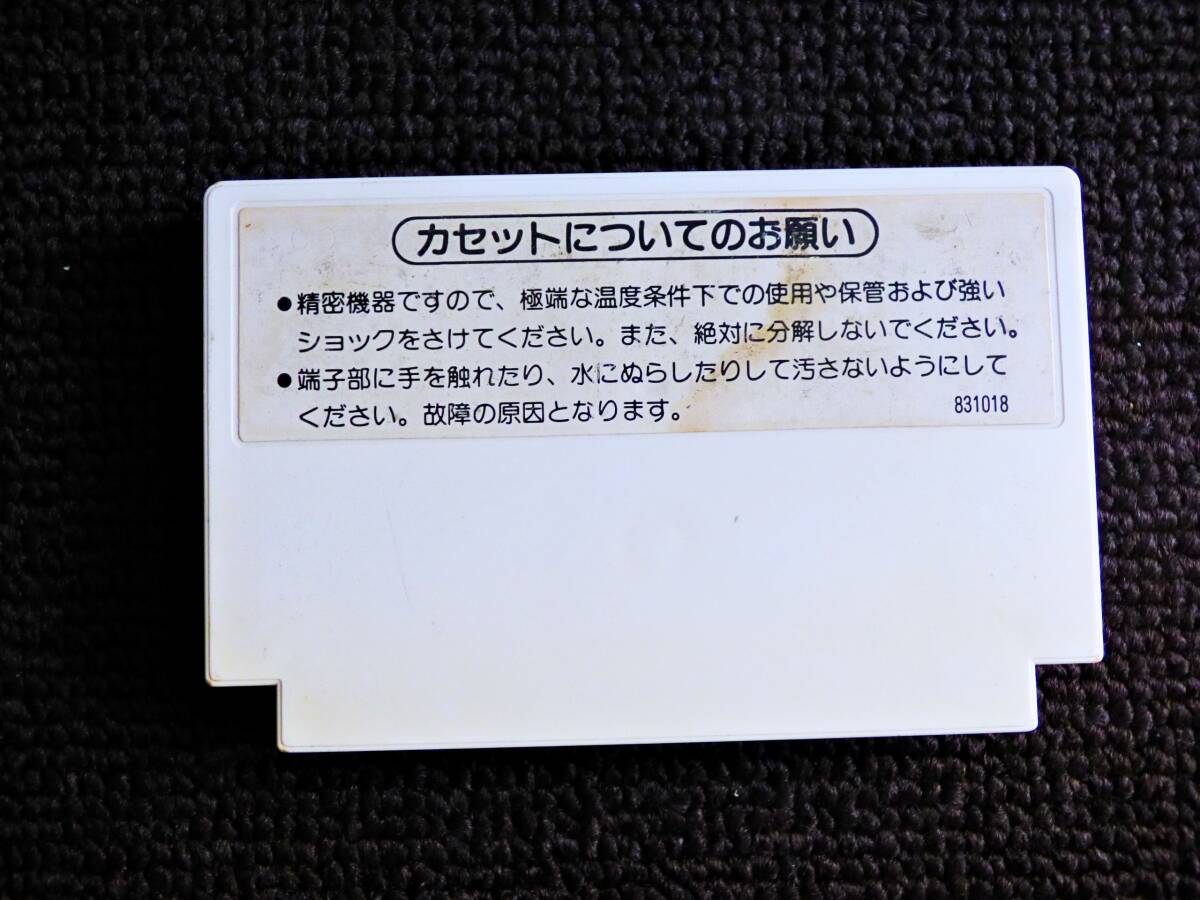 カセットについてのお願い
●精密機器ですので、極端な温度条件下での使用や保管および強い
ショックをさけてください。また、絶対に分解しないでください。
●端子部に手を触れたり、水にぬらしたりして汚さないようにして
ください。故障の原因となります。 831018